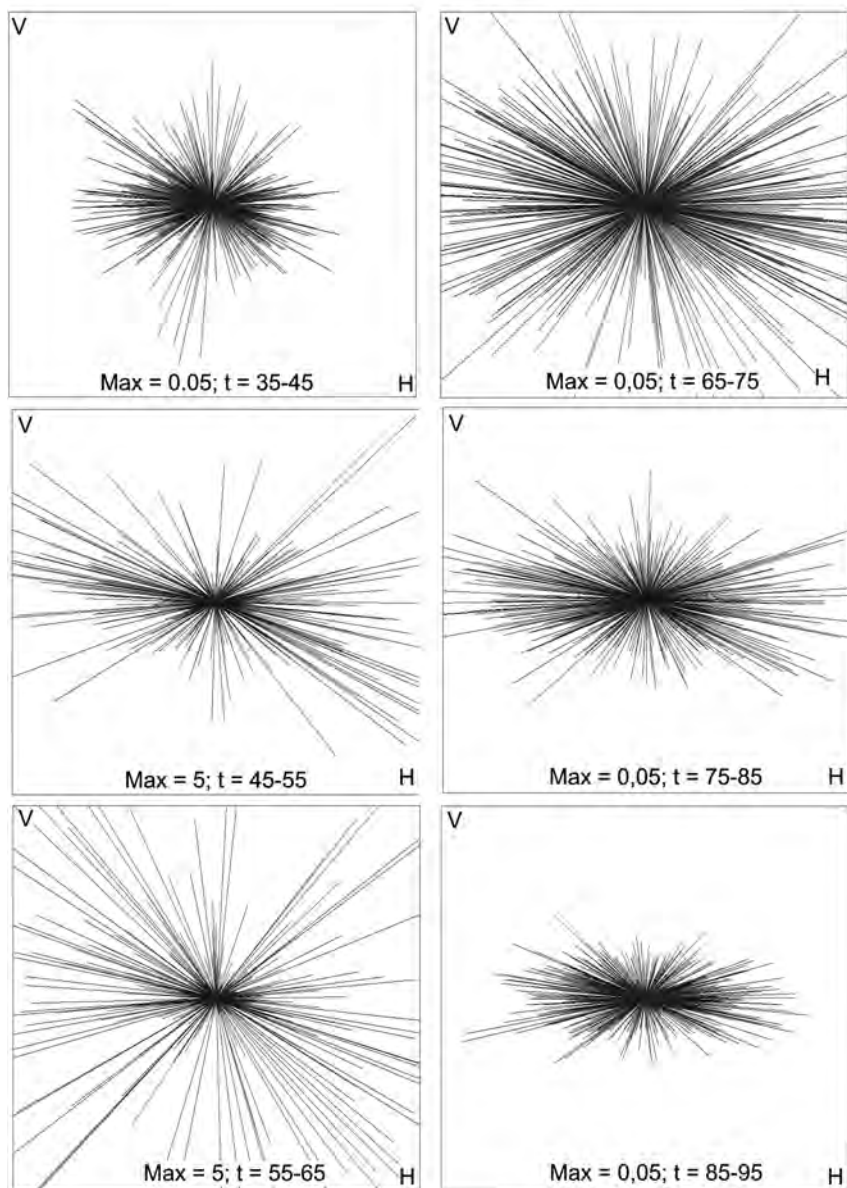 V
Max = 0.05; t = 35-45 H
V
Max = 0,05; t = 65-75 H
V
Max = 5; t = 45-55 H
V
Max = 0,05; t = 75-85 H
V
Max = 5; t = 55-65 H
V
Max = 0,05; t = 85-95 H